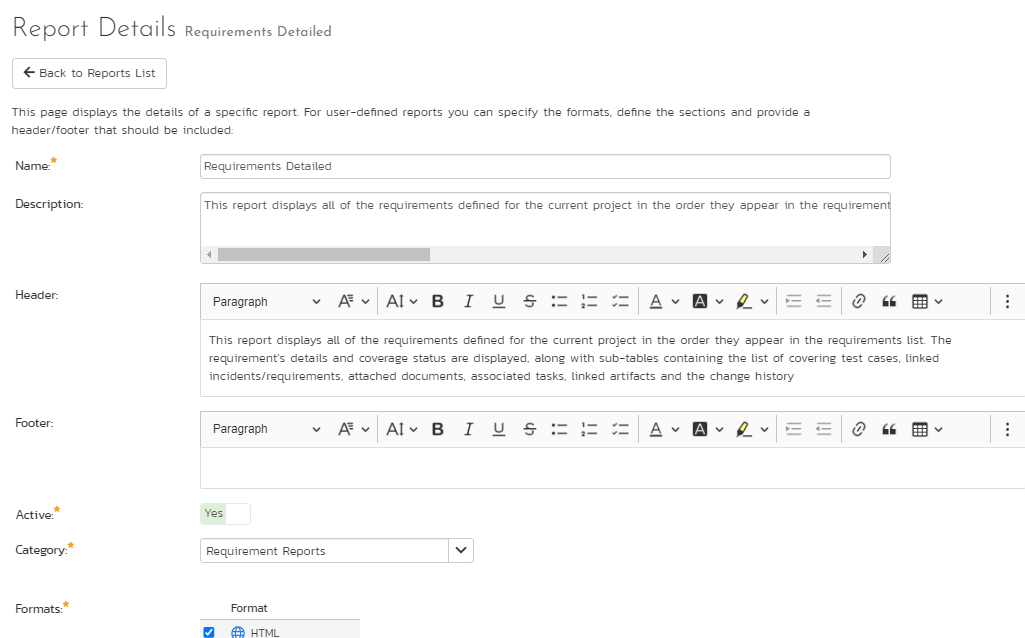 Report Details Requirements Detailed
Back to Reports List
This page displays the details of a specific report. For user-defined reports you can specify the formats, define the sections and provide a
header/footer that should be included:
Name:*
Requirements Detailed
Description:
This report displays all of the requirements defined for the current project in the order they appear in the requirement
Header:
Paragraph
This report displays all of the requirements defined for the current project in the order they appear in the requirements list. The
requirement's details and coverage status are displayed, along with sub-tables containing the list of covering test cases, linked
incidents/requirements, attached documents, associated tasks, linked artifacts and the change history
Footer:
Paragraph
Active:*
Yes
Category:*
Requirement Reports
Formats:*
Format
HTML